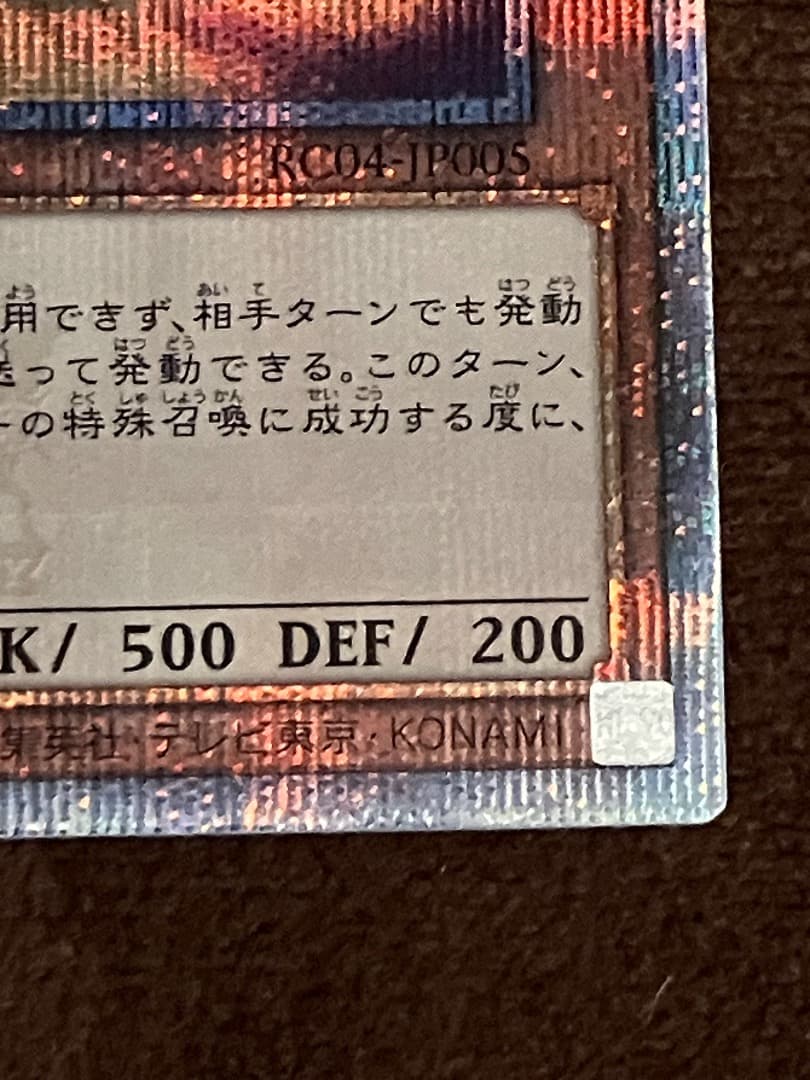 RC04-JP005
用できず、相手ターンでも発動
って発動できる。このターン、
の特殊召喚に成功する度に、
K/ 500 DEF/ 200
集英社・テレビ東京・KONAMI